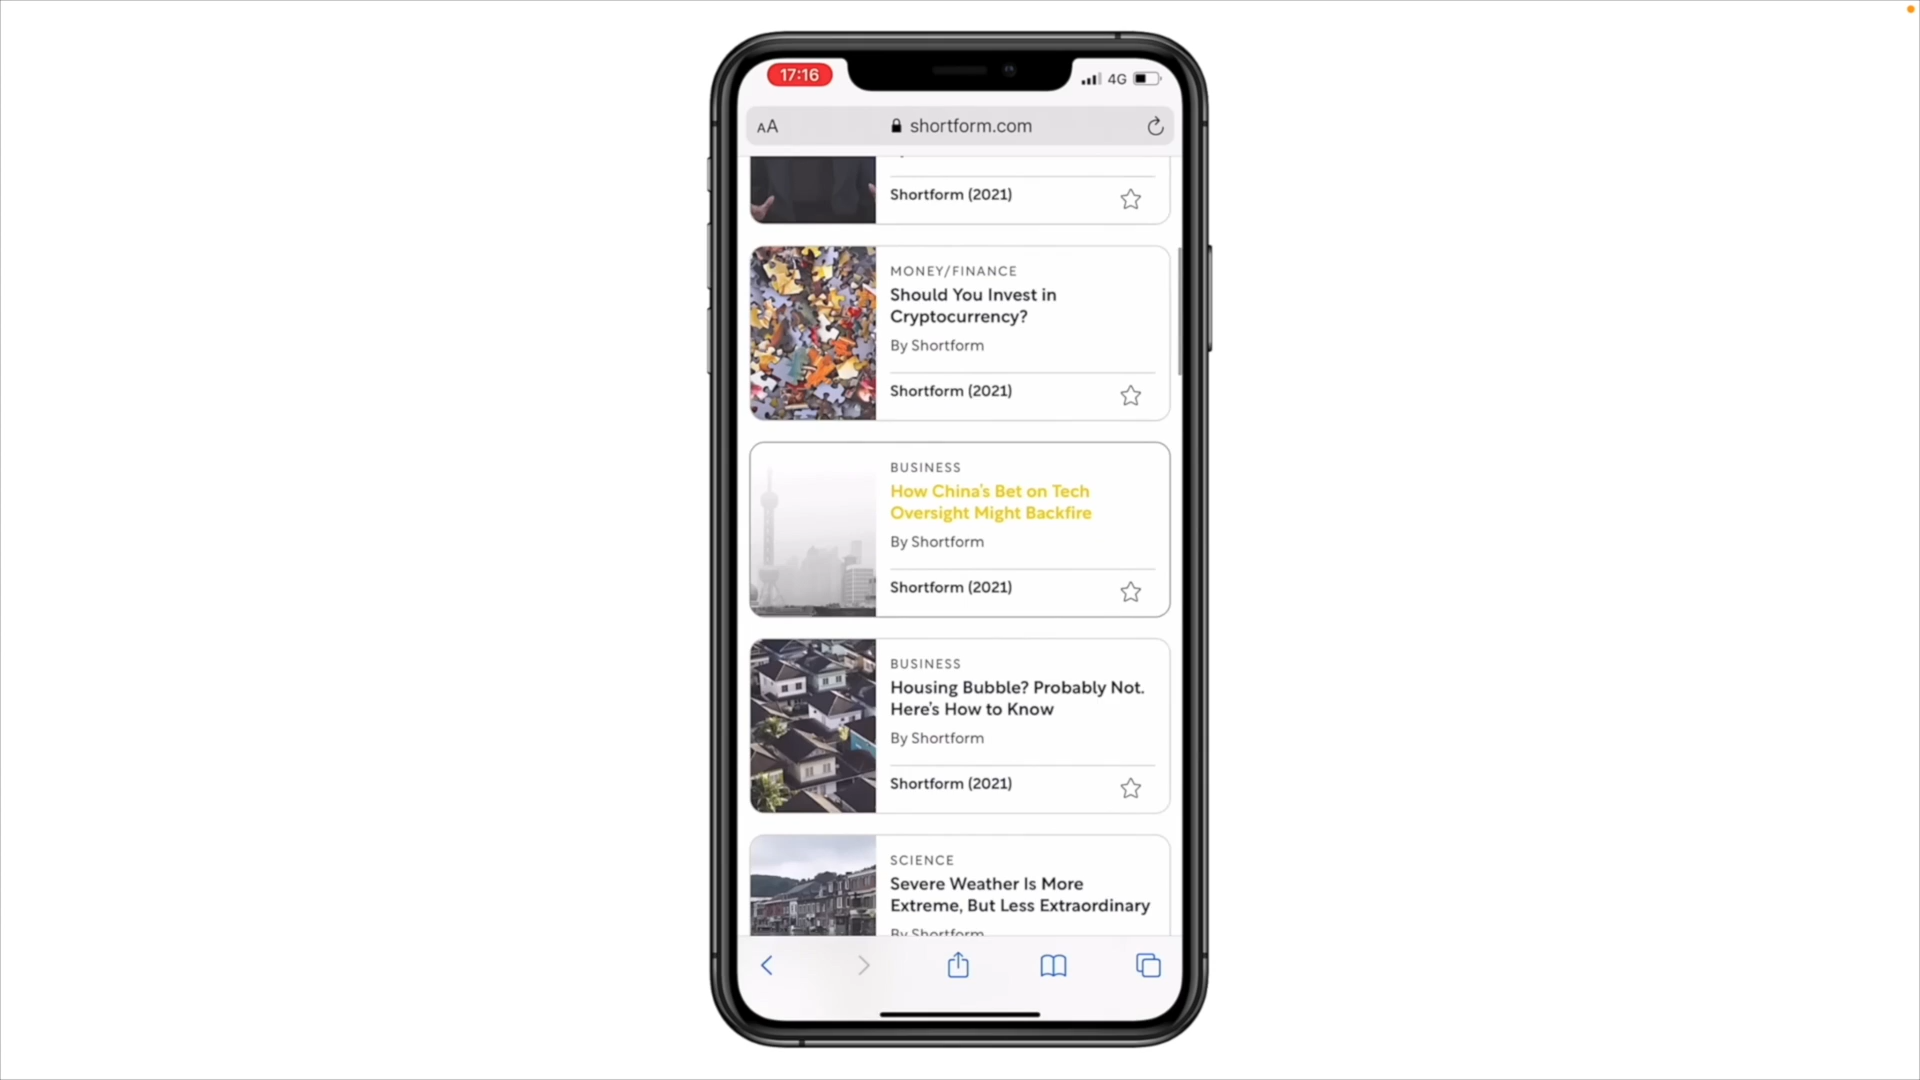 17:16
4G
AA
shortform.com
Shortform (2021)
MONEY/FINANCE
Should You Invest in
Cryptocurrency?
By Shortform
Shortform (2021)
BUSINESS
How China's Bet on Tech
Oversight Might Backfire
By Shortform
Shortform (2021)
BUSINESS
Housing Bubble? Probably Not.
Here's How to Know
By Shortform
Shortform (2021)
SCIENCE
Severe Weather Is More
Extreme, But Less Extraordinary
By Shortform